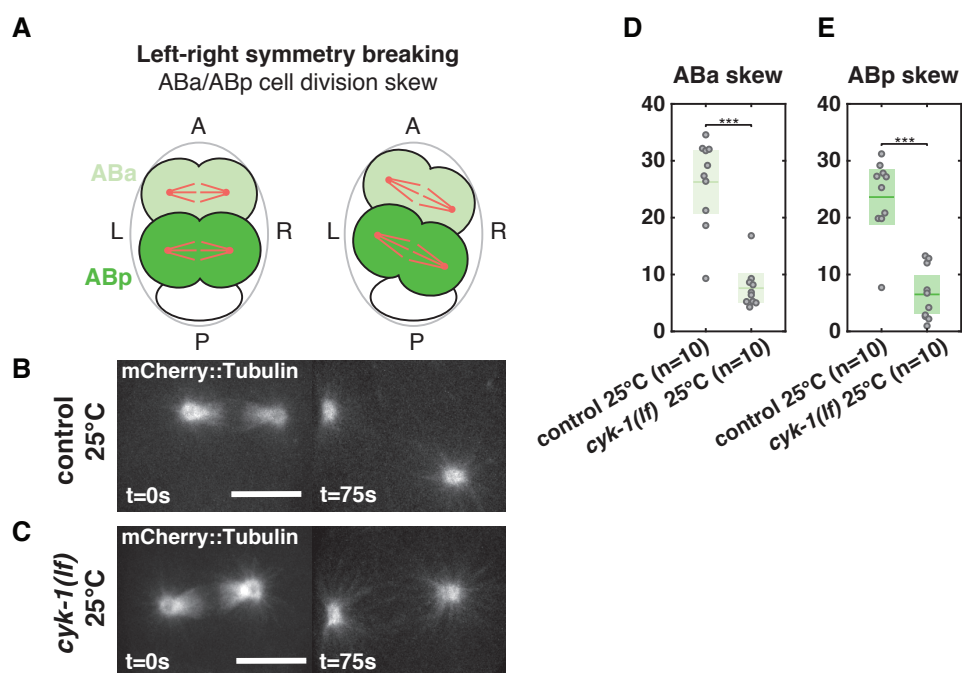 A
Left-right symmetry breaking
ABa/ABp cell division skew
A
A
ABa
L
R
ABp
P
P
B
mCherry::Tubulin
control
25°C
t=0s
t=75s
C
mCherry::Tubulin
cyk-1(lf)
25°C
t=0s
t=75s
D
ABa skew
40
30
20
10
0
***
control 25°C (n=10)
cyk-1(lf) 25°C (n=10)
E
ABp skew
40
30
20
10
0
***
control 25°C (n=10)
cyk-1(lf) 25°C (n=10)